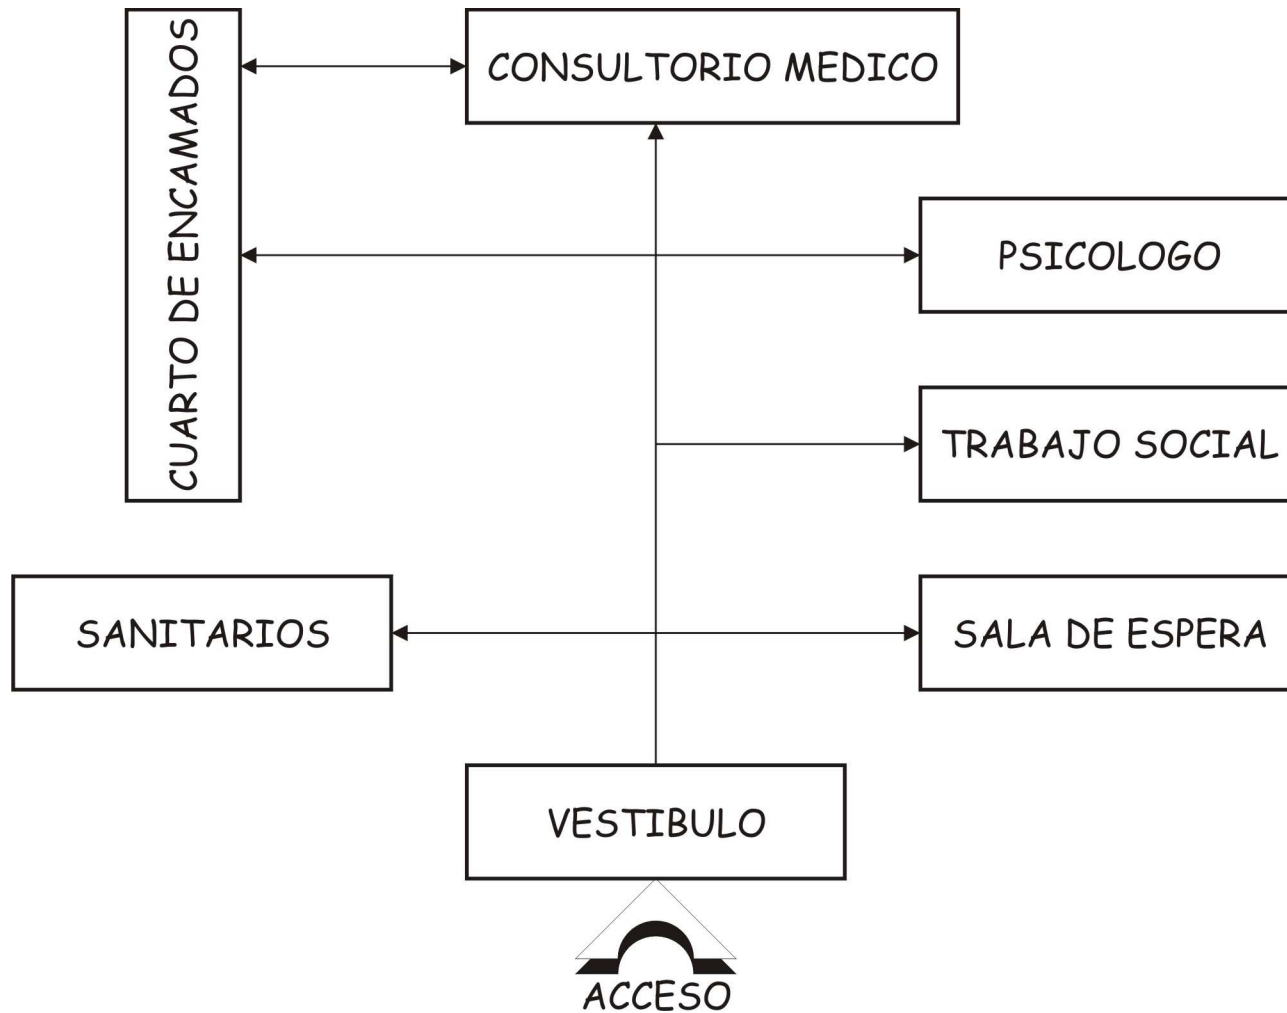 CUARTO DE ENCAMADOS
CONSULTORIO MEDICO
PSICOLOGO
TRABAJO SOCIAL
SANITARIOS
SALA DE ESPERA
VESTIBULO
ACCESO